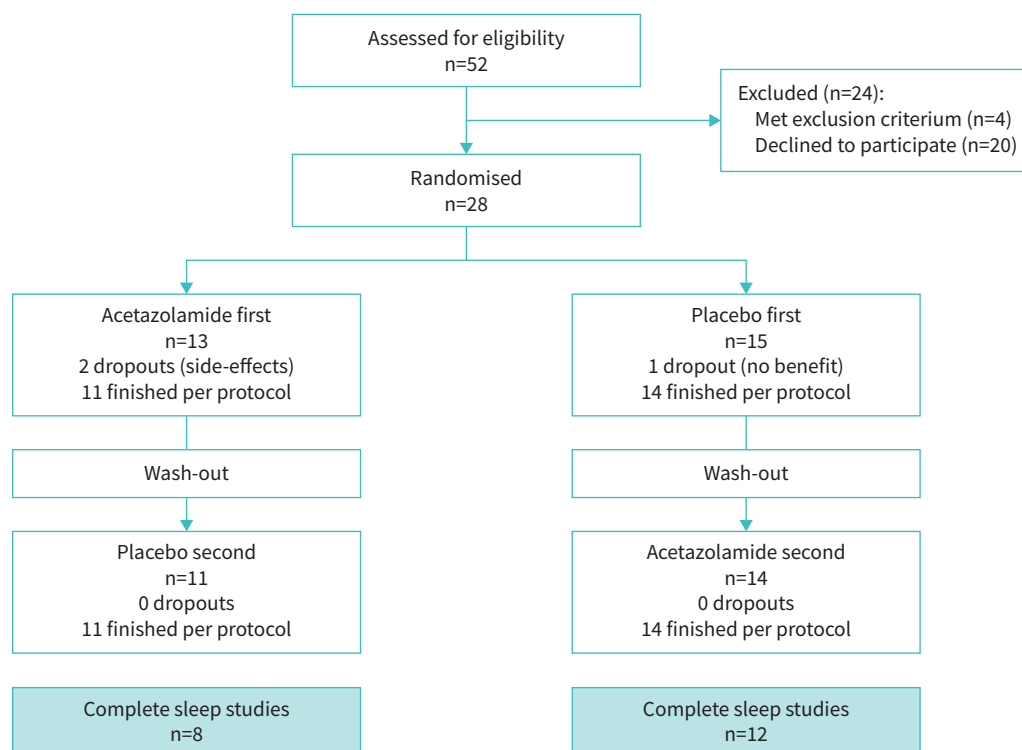 Assessed for eligibility
n=52
Excluded (n=24):
Met exclusion criterium (n=4)
Declined to participate (n=20)
Randomised
n=28
Acetazolamide first
n=13
2 dropouts (side-effects)
11 finished per protocol
Placebo first
n=15
1 dropout (no benefit)
14 finished per protocol
Wash-out
Wash-out
Placebo second
n=11
0 dropouts
11 finished per protocol
Acetazolamide second
n=14
0 dropouts
14 finished per protocol
Complete sleep studies
n=8
Complete sleep studies
n=12